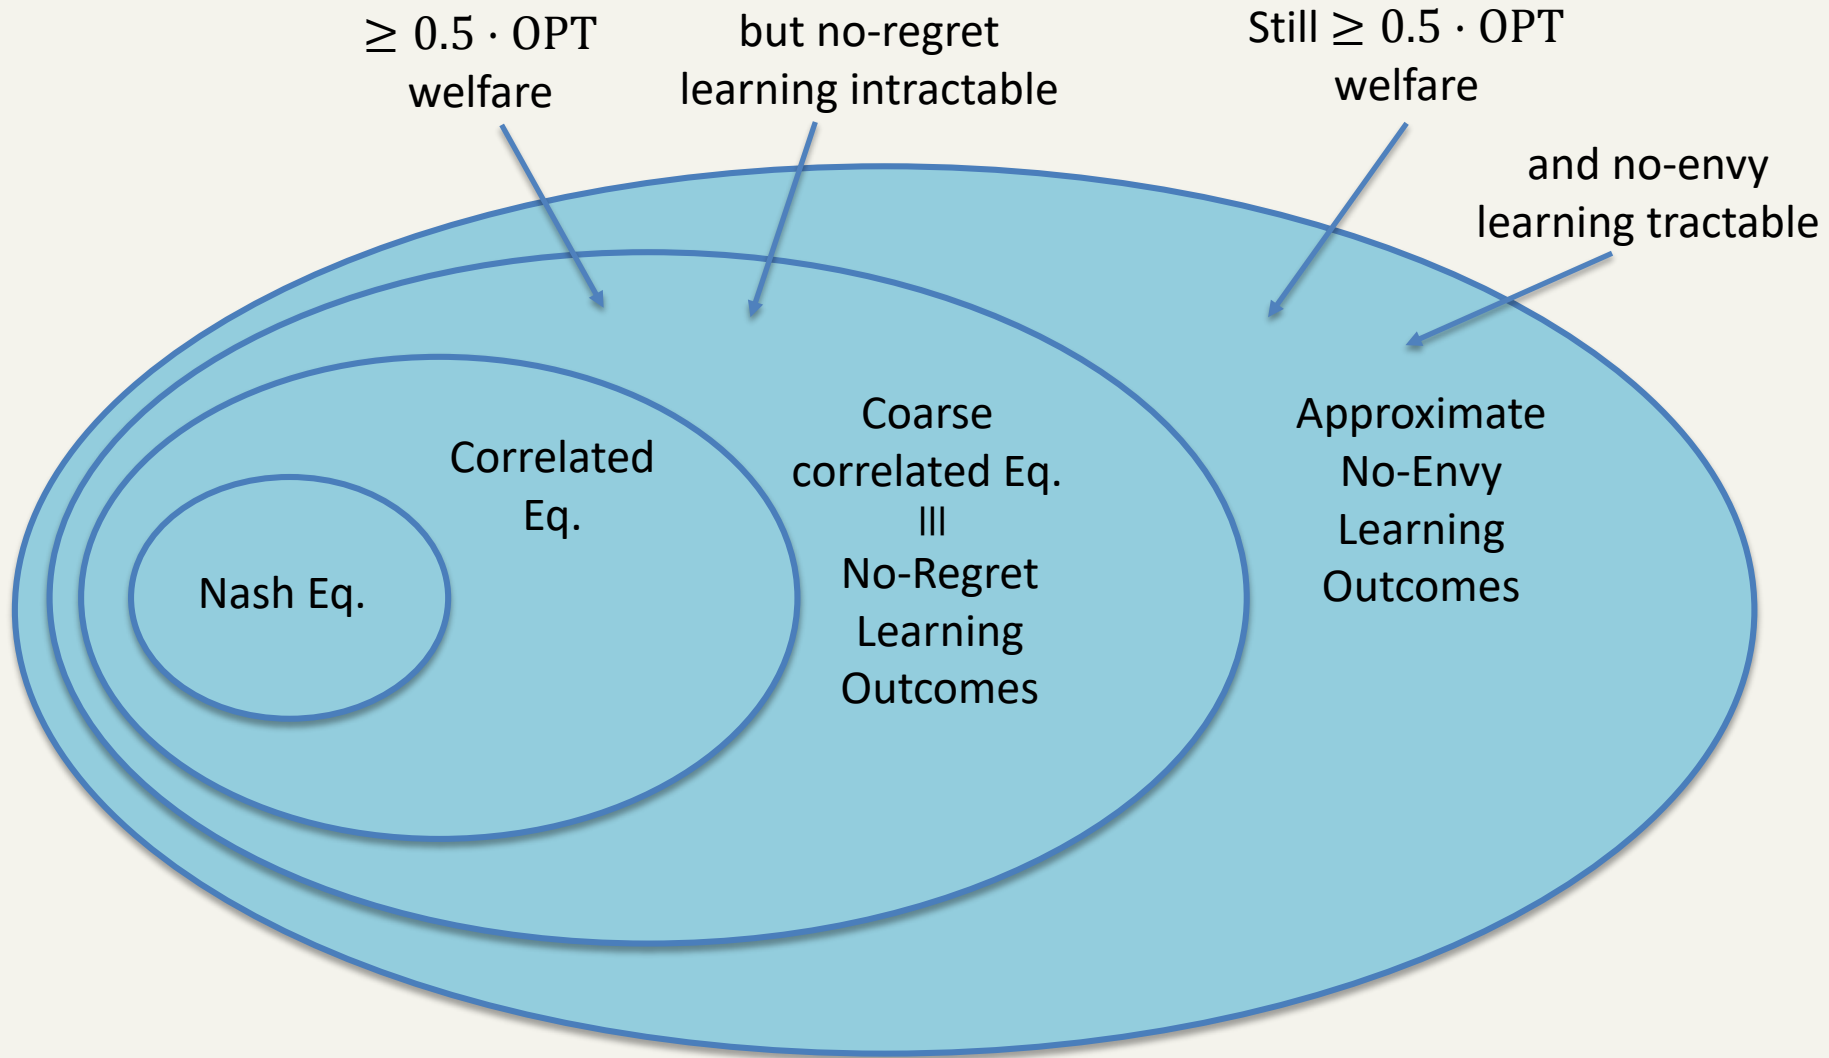 ≥ 0.5 · OPT
welfare
but no-regret
learning intractable
Still ≥ 0.5 · OPT
welfare
and no-envy
learning tractable
Nash Eq.
Correlated
Eq.
Coarse
correlated Eq.
≡
No-Regret
Learning
Outcomes
Approximate
No-Envy
Learning
Outcomes